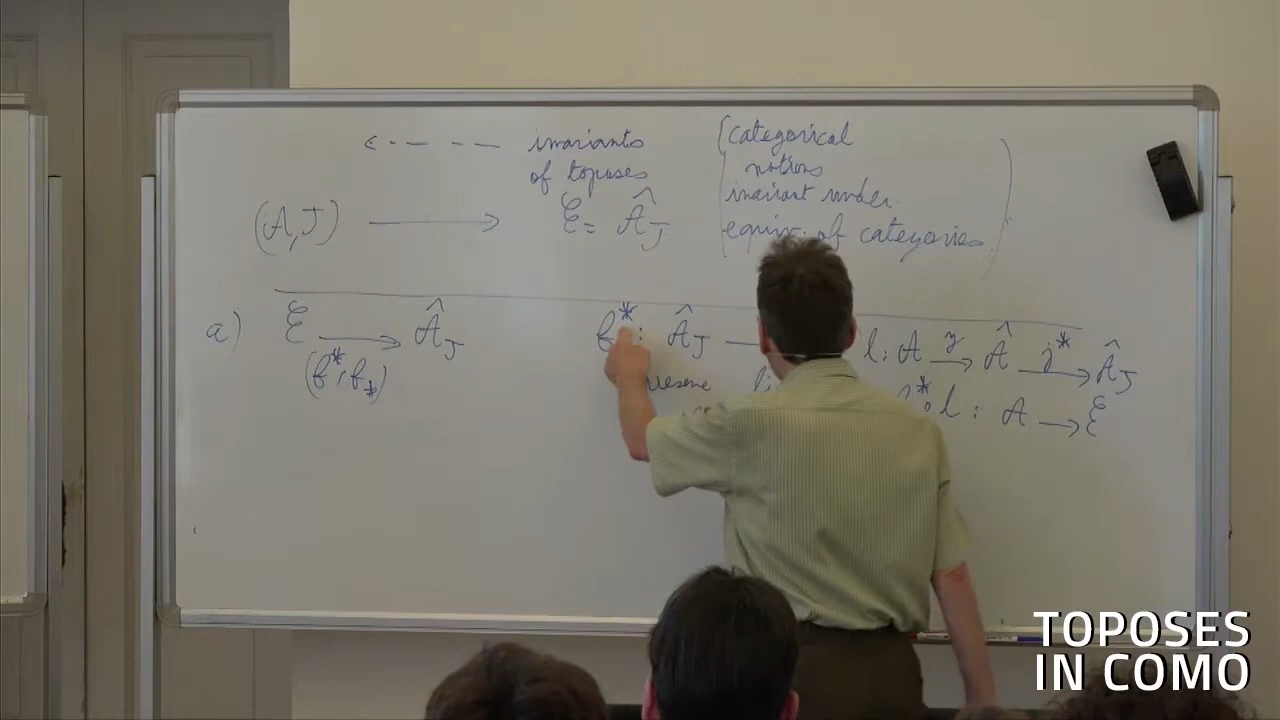 <- - - - invariants of toposes
(categorical notions invariant under equiv. of categories)
(A, J) ⟶ ℰ = Â_J
a) ℰ ⟶ Â_J
(f*, f_*)
f* : Â_J
l : A —y→ Â —j*→ Â_J
l : A ⟶ ℰ
TOPOSES
IN COMO